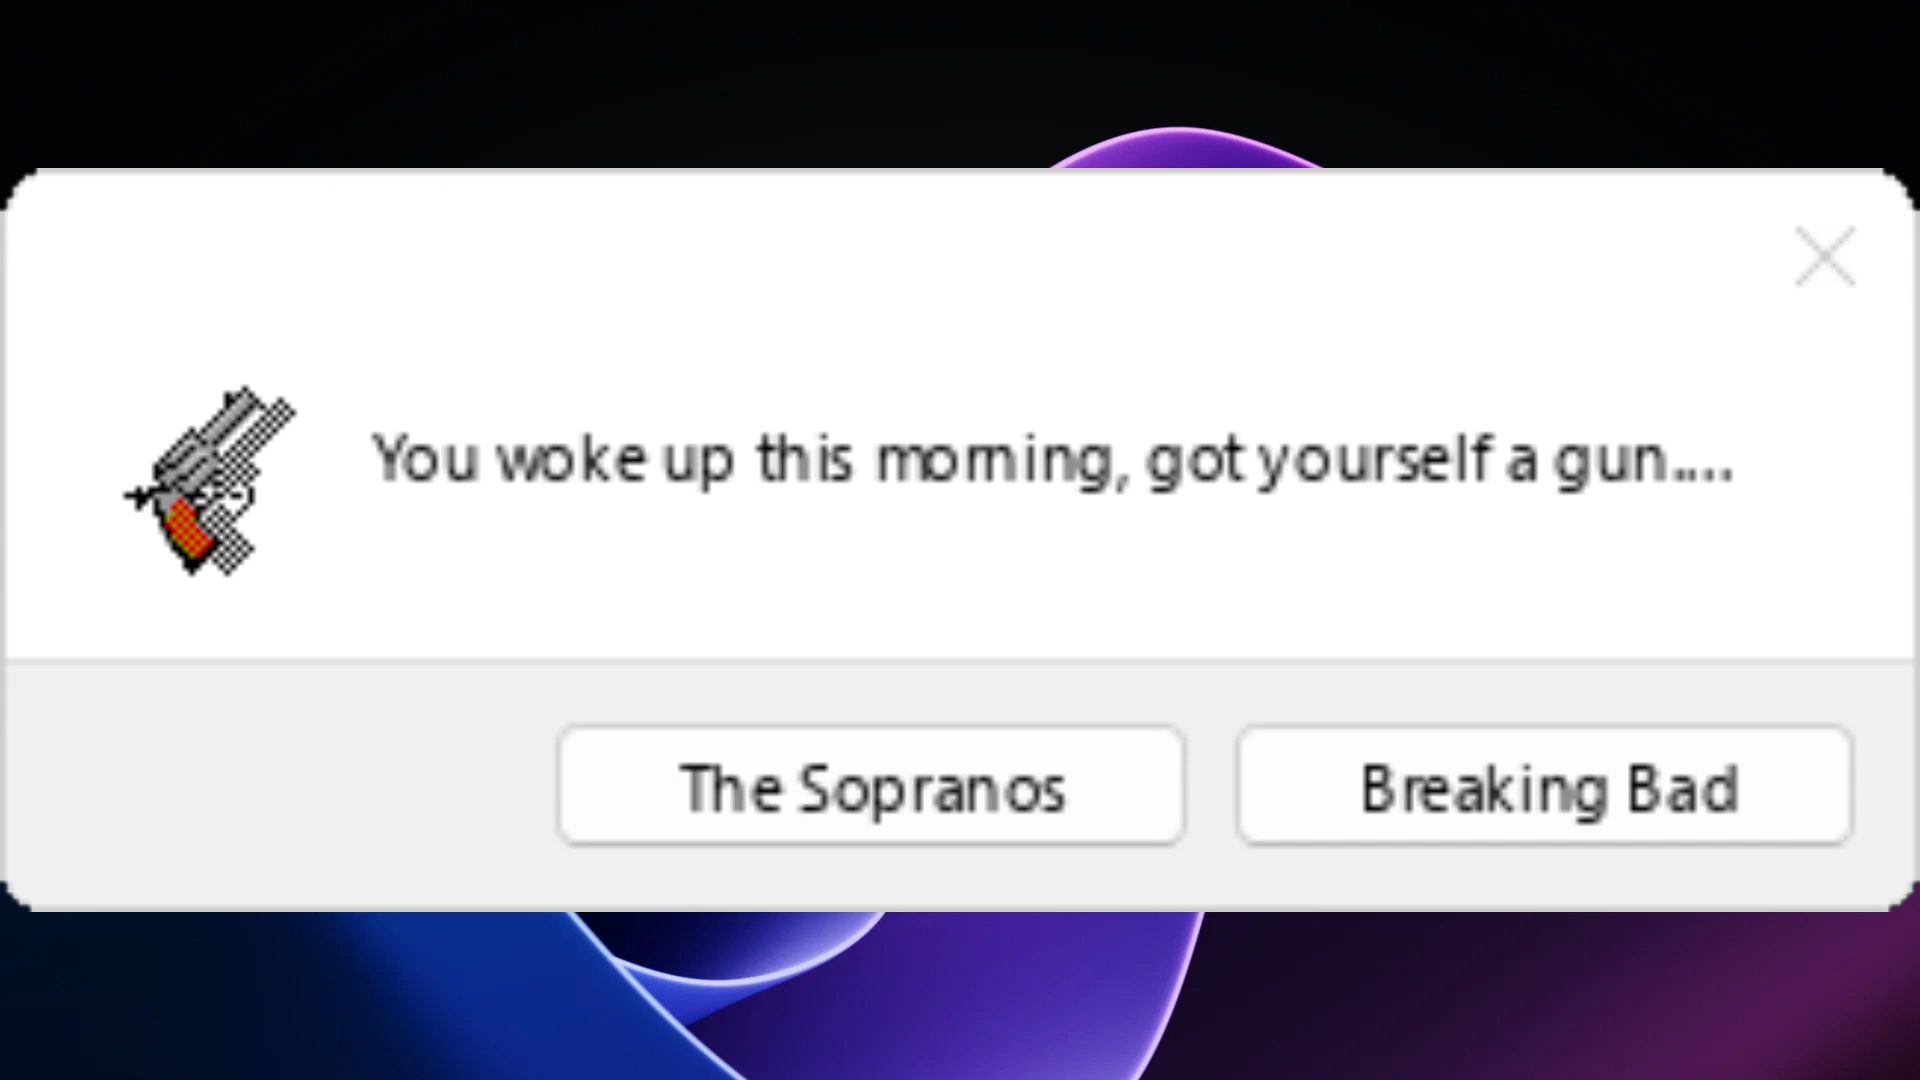 You woke up this morning, got yourself a gun....
The Sopranos
Breaking Bad